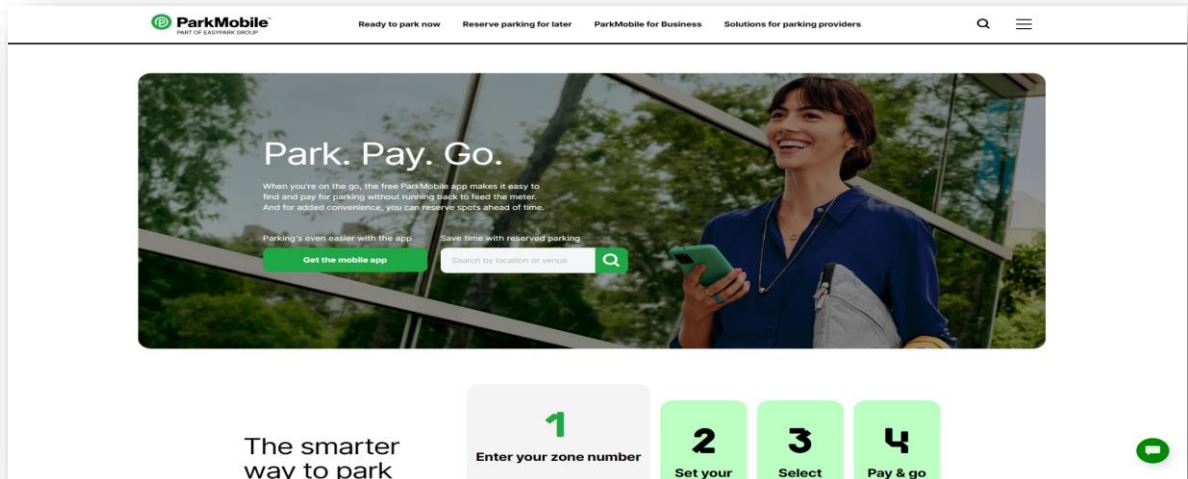 ParkMobile
PART OF EASYPARK GROUP
Ready to park now
Reserve parking for later
ParkMobile for Business
Solutions for parking providers
Park. Pay. Go.
When you're on the go, the free ParkMobile app makes it easy to
find and pay for parking without running back to feed the meter.
And for added convenience, you can reserve spots ahead of time.
Parking's even easier with the app
Get the mobile app
Save time with reserved parking
Search by location or venue
The smarter
way to park
1
Enter your zone number
2
Set your
3
Select
4
Pay & go